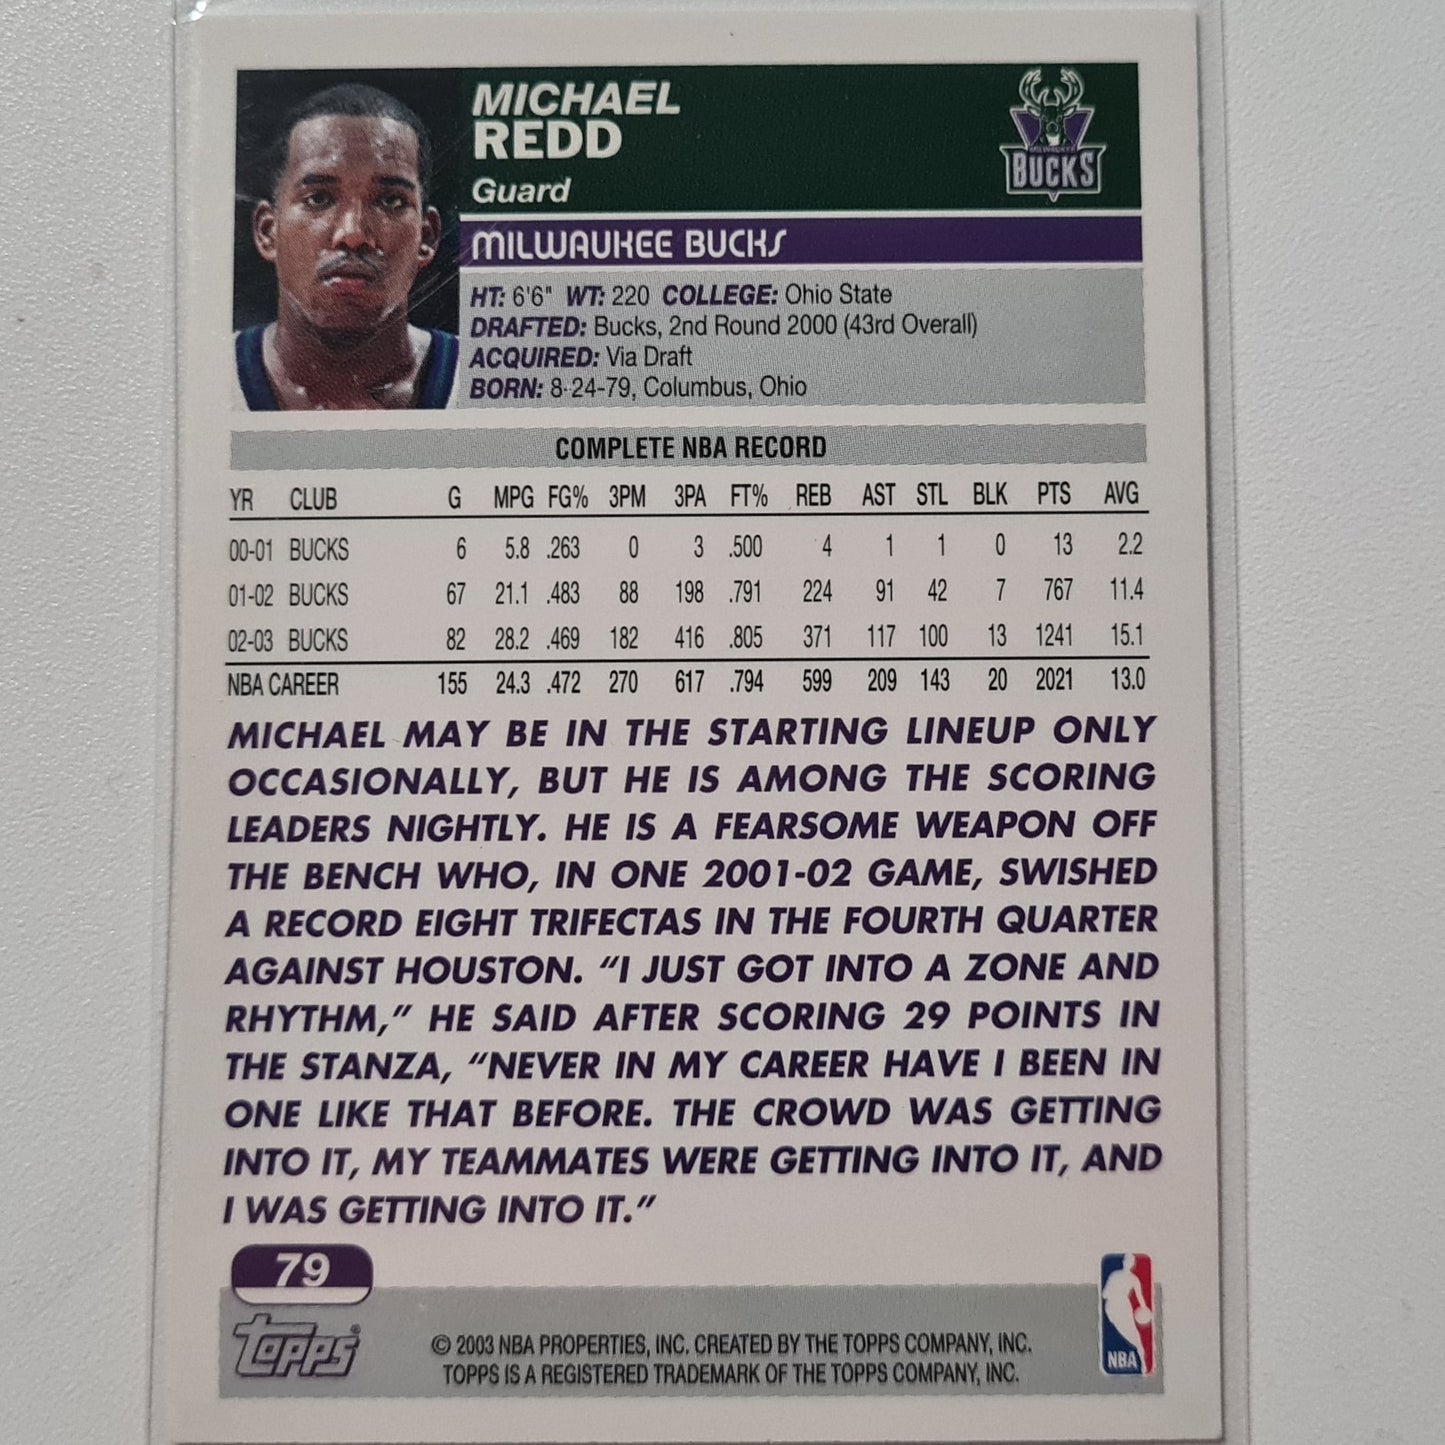 MICHAEL
REDD
Guard
BUCKS
MILWAUKEE BUCKS
HT: 6'6" WT: 220 COLLEGE: Ohio State
DRAFTED: Bucks, 2nd Round 2000 (43rd Overall)
ACQUIRED: Via Draft
BORN: 8-24-79, Columbus, Ohio
COMPLETE NBA RECORD
YR CLUB G MPG FG% 3PM 3PA FT% REB AST STL BLK PTS AVG
00-01 BUCKS 6 5.8 .263 0 3 .500 4 1 1 0 13 2.2
01-02 BUCKS 67 21.1 .483 88 198 .791 224 91 42 7 767 11.4
02-03 BUCKS 82 28.2 .469 182 416 .805 371 117 100 13 1241 15.1
NBA CAREER 155 24.3 .472 270 617 .794 599 209 143 20 2021 13.0
MICHAEL MAY BE IN THE STARTING LINEUP ONLY
OCCASIONALLY, BUT HE IS AMONG THE SCORING
LEADERS NIGHTLY. HE IS A FEARSOME WEAPON OFF
THE BENCH WHO, IN ONE 2001-02 GAME, SWISHED
A RECORD EIGHT TRIFECTAS IN THE FOURTH QUARTER
AGAINST HOUSTON. “I JUST GOT INTO A ZONE AND
RHYTHM,” HE SAID AFTER SCORING 29 POINTS IN
THE STANZA, “NEVER IN MY CAREER HAVE I BEEN IN
ONE LIKE THAT BEFORE. THE CROWD WAS GETTING
INTO IT, MY TEAMMATES WERE GETTING INTO IT, AND
I WAS GETTING INTO IT.”
79
TOPPS®
© 2003 NBA PROPERTIES, INC. CREATED BY THE TOPPS COMPANY, INC.
TOPPS IS A REGISTERED TRADEMARK OF THE TOPPS COMPANY, INC.
NBA